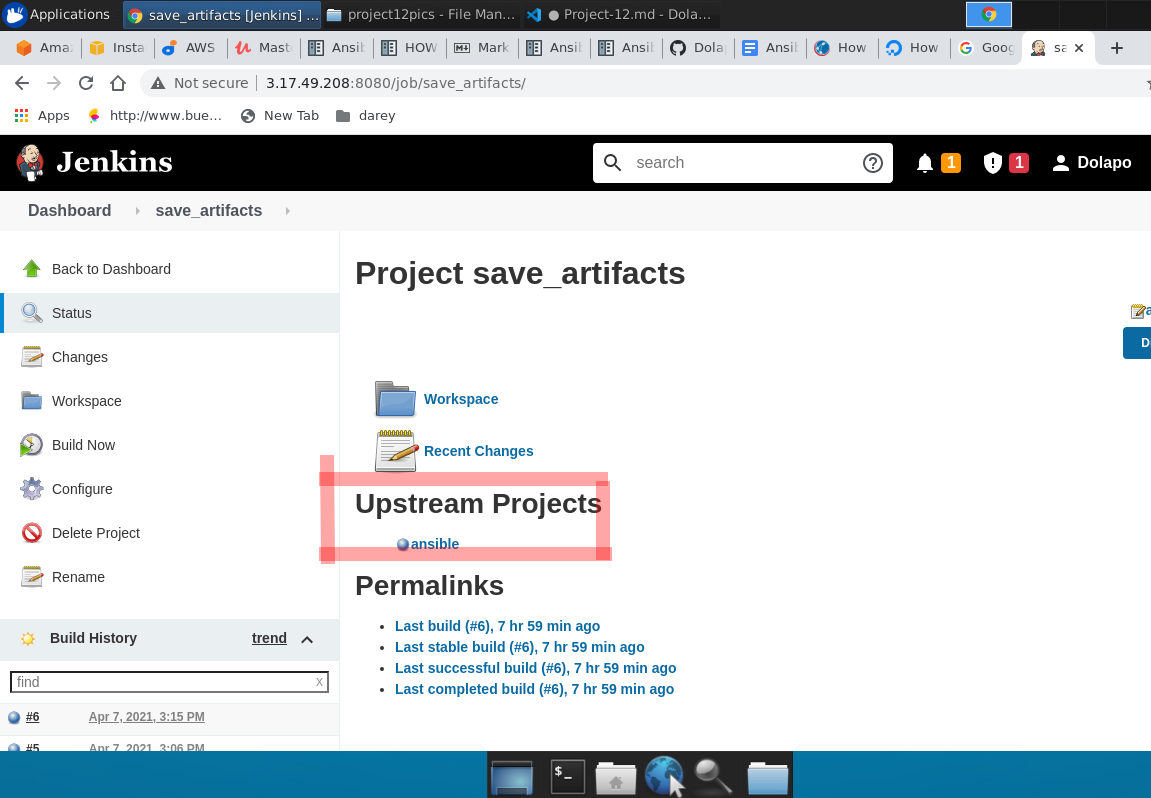 Applications
save_artifacts [Jenkins] ...
project12pics - File Man...
Project-12.md - Dola...
Ama
Insta
AWS
Mast
Ansib
HOW
Mark
Ansib
Ansib
Dola
Ansib
How
How
Goog
sa
Not secure
3.17.49.208:8080/job/save_artifacts/
Apps
http://www.bue...
New Tab
darey
Jenkins
search
1
1
Dolapo
Dashboard
save_artifacts
Back to Dashboard
Status
Changes
Workspace
Build Now
Configure
Delete Project
Rename
Build History
trend
find
x
#6
Apr 7, 2021, 3:15 PM
#5
Apr 7, 2021, 3:06 PM
Project save_artifacts
D
Workspace
Recent Changes
Upstream Projects
ansible
Permalinks
Last build (#6), 7 hr 59 min ago
Last stable build (#6), 7 hr 59 min ago
Last successful build (#6), 7 hr 59 min ago
Last completed build (#6), 7 hr 59 min ago
$_